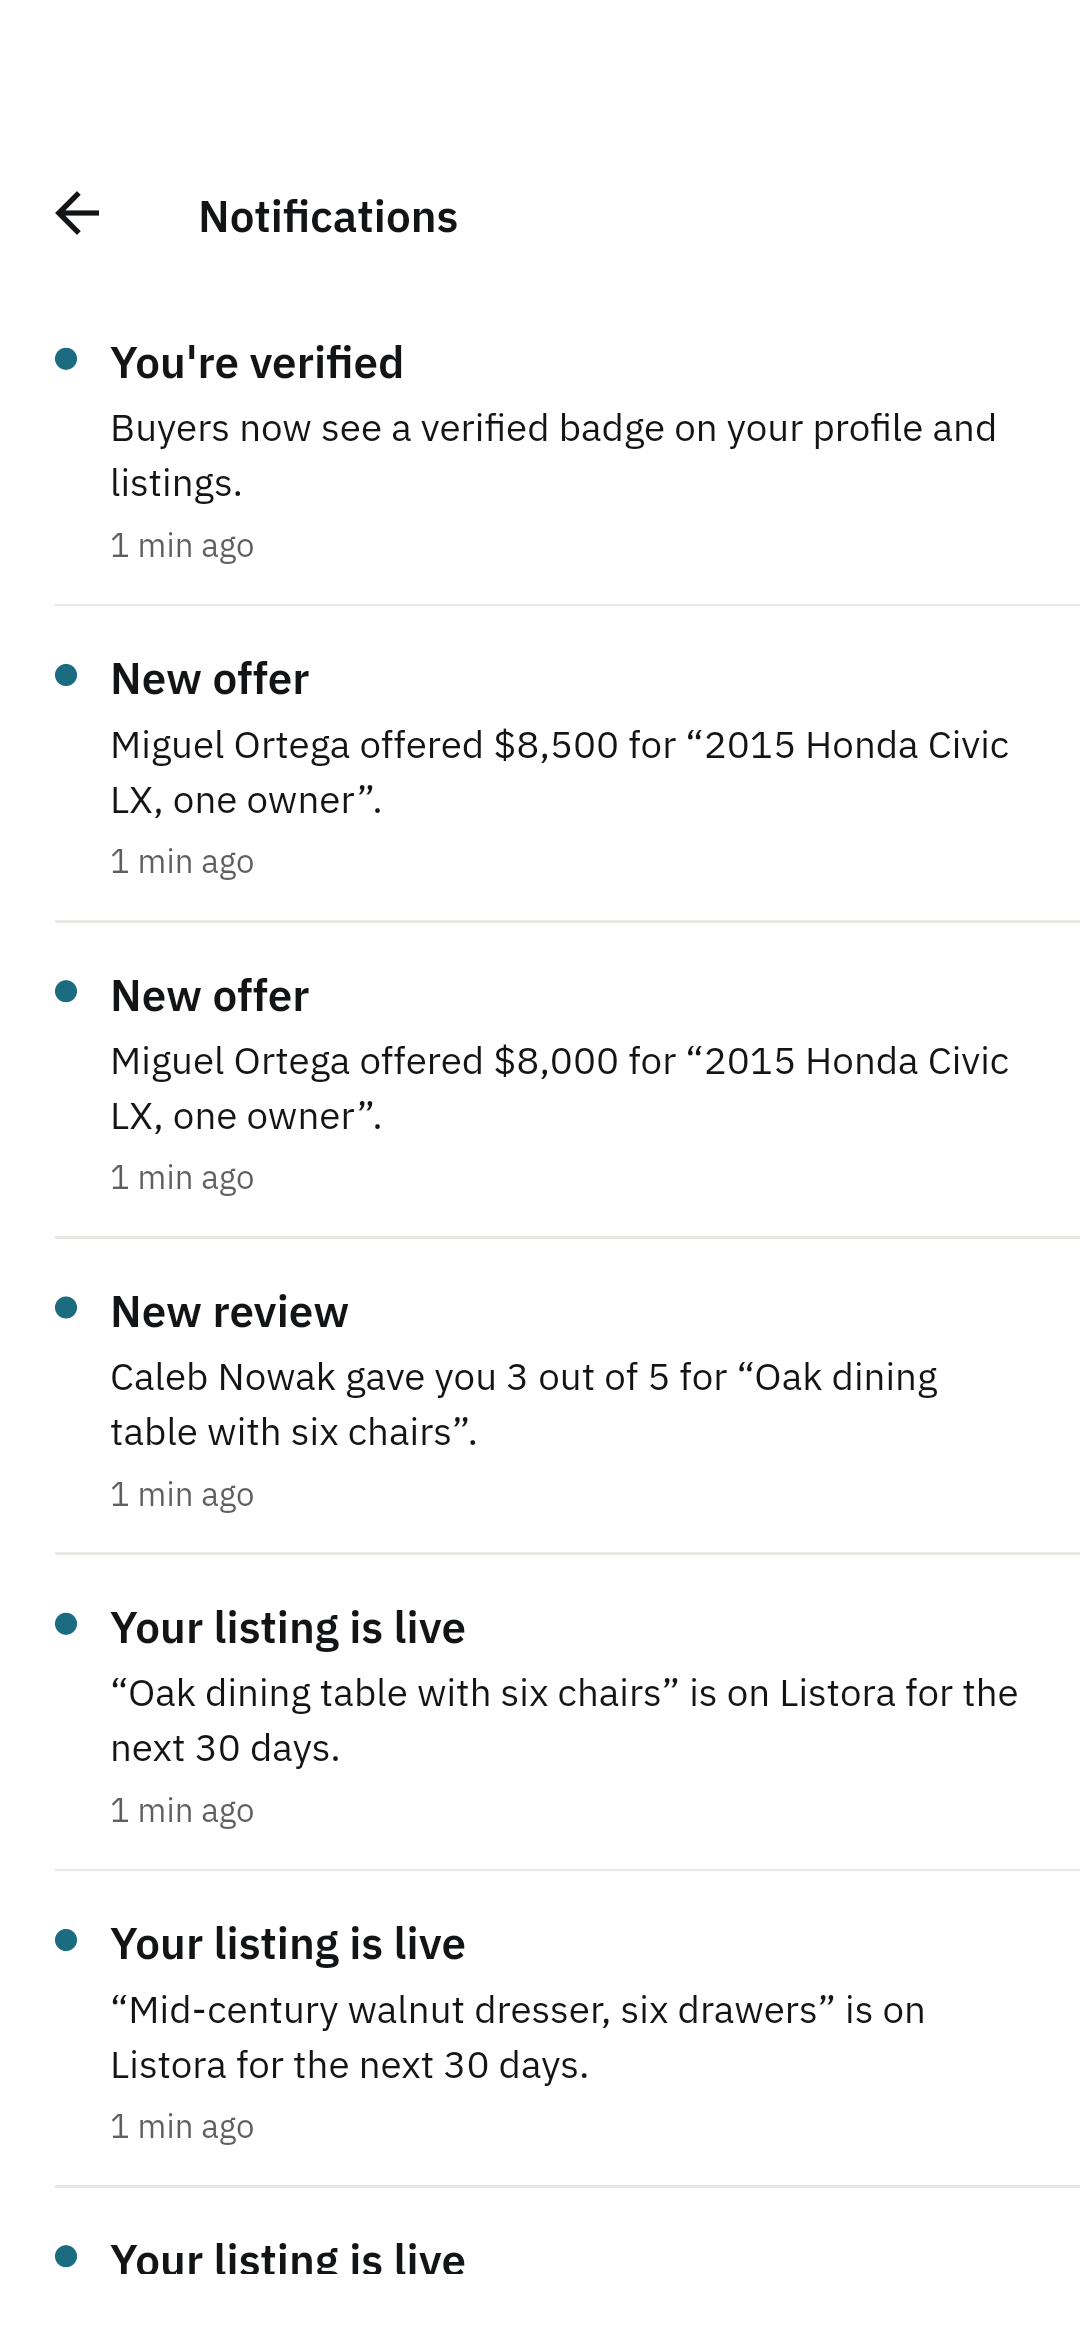 Notifications
You're verified
Buyers now see a verified badge on your profile and
listings.
1 min ago
New offer
Miguel Ortega offered $8,500 for “2015 Honda Civic
LX, one owner”.
1 min ago
New offer
Miguel Ortega offered $8,000 for “2015 Honda Civic
LX, one owner”.
1 min ago
New review
Caleb Nowak gave you 3 out of 5 for “Oak dining
table with six chairs”.
1 min ago
Your listing is live
“Oak dining table with six chairs” is on Listora for the
next 30 days.
1 min ago
Your listing is live
“Mid-century walnut dresser, six drawers” is on
Listora for the next 30 days.
1 min ago
Your listing is live